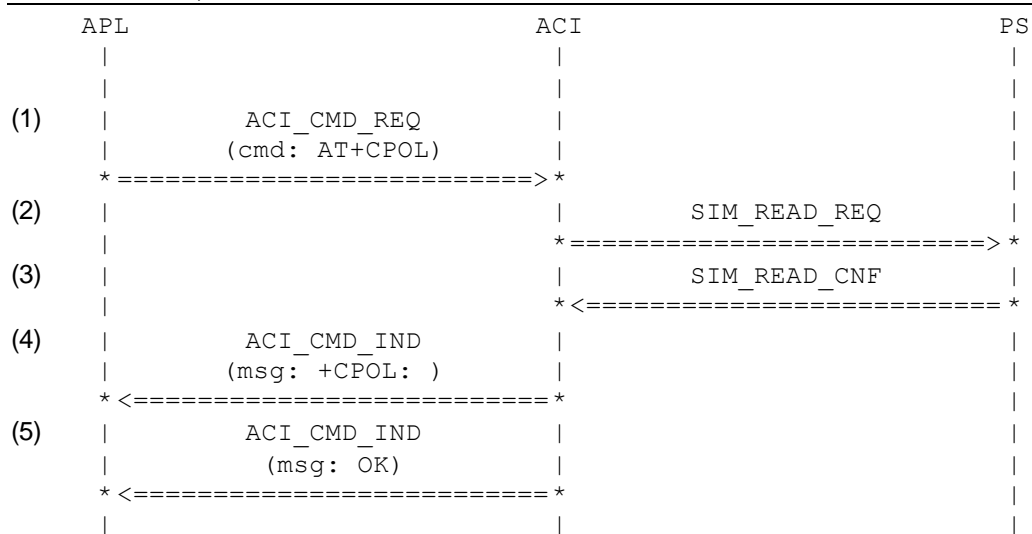 APL ACI PS
| | |
| | |
(1) | ACI_CMD_REQ | |
| (cmd: AT+CPOL) | |
* ==========================> * |
(2) | | SIM_READ_REQ |
| * ==========================> *
(3) | | SIM_READ_CNF |
| * <========================== *
(4) | ACI_CMD_IND | |
| (msg: +CPOL: ) | |
* <========================== * |
(5) | ACI_CMD_IND | |
| (msg: OK) | |
* <========================== * |
| | |